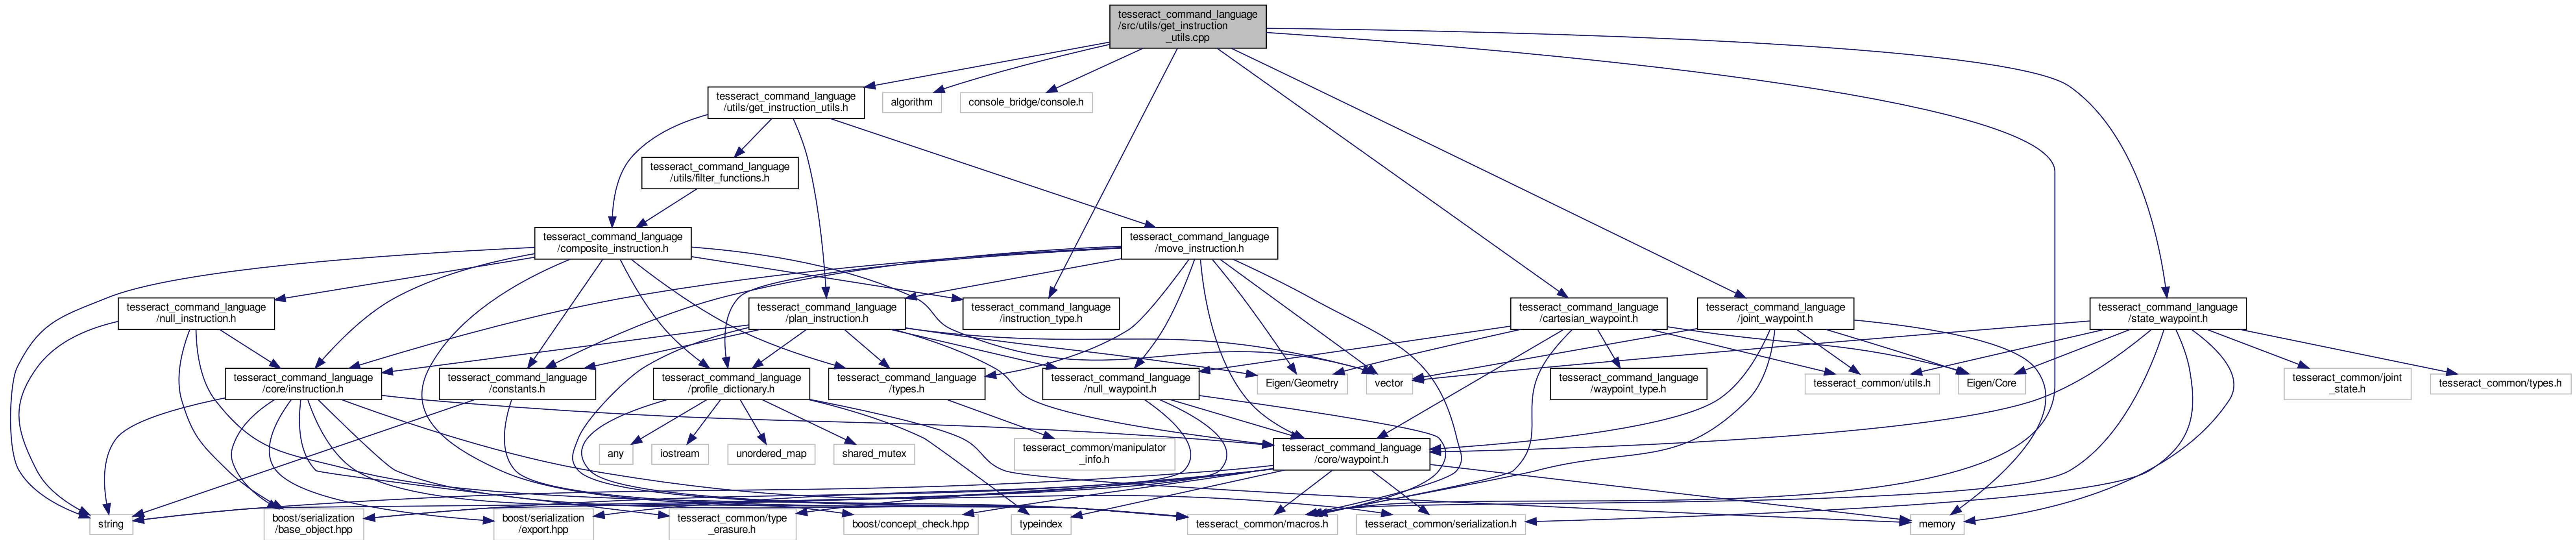 tesseract_command_language
/src/utils/get_instruction
_utils.cpp
tesseract_command_language
/utils/get_instruction_utils.h
algorithm
console_bridge/console.h
tesseract_command_language
/utils/filter_functions.h
tesseract_command_language
/composite_instruction.h
tesseract_command_language
/move_instruction.h
tesseract_command_language
/null_instruction.h
tesseract_command_language
/plan_instruction.h
tesseract_command_language
/instruction_type.h
tesseract_command_language
/cartesian_waypoint.h
tesseract_command_language
/joint_waypoint.h
tesseract_command_language
/state_waypoint.h
tesseract_command_language
/core/instruction.h
tesseract_command_language
/constants.h
tesseract_command_language
/profile_dictionary.h
tesseract_command_language
/types.h
tesseract_command_language
/null_waypoint.h
Eigen/Geometry
vector
tesseract_command_language
/waypoint_type.h
tesseract_common/utils.h
Eigen/Core
tesseract_common/joint
_state.h
tesseract_common/types.h
any
iostream
unordered_map
shared_mutex
tesseract_common/manipulator
_info.h
tesseract_command_language
/core/waypoint.h
string
boost/serialization
/base_object.hpp
boost/serialization
/export.hpp
tesseract_common/type
_erasure.h
boost/concept_check.hpp
typeindex
tesseract_common/macros.h
tesseract_common/serialization.h
memory